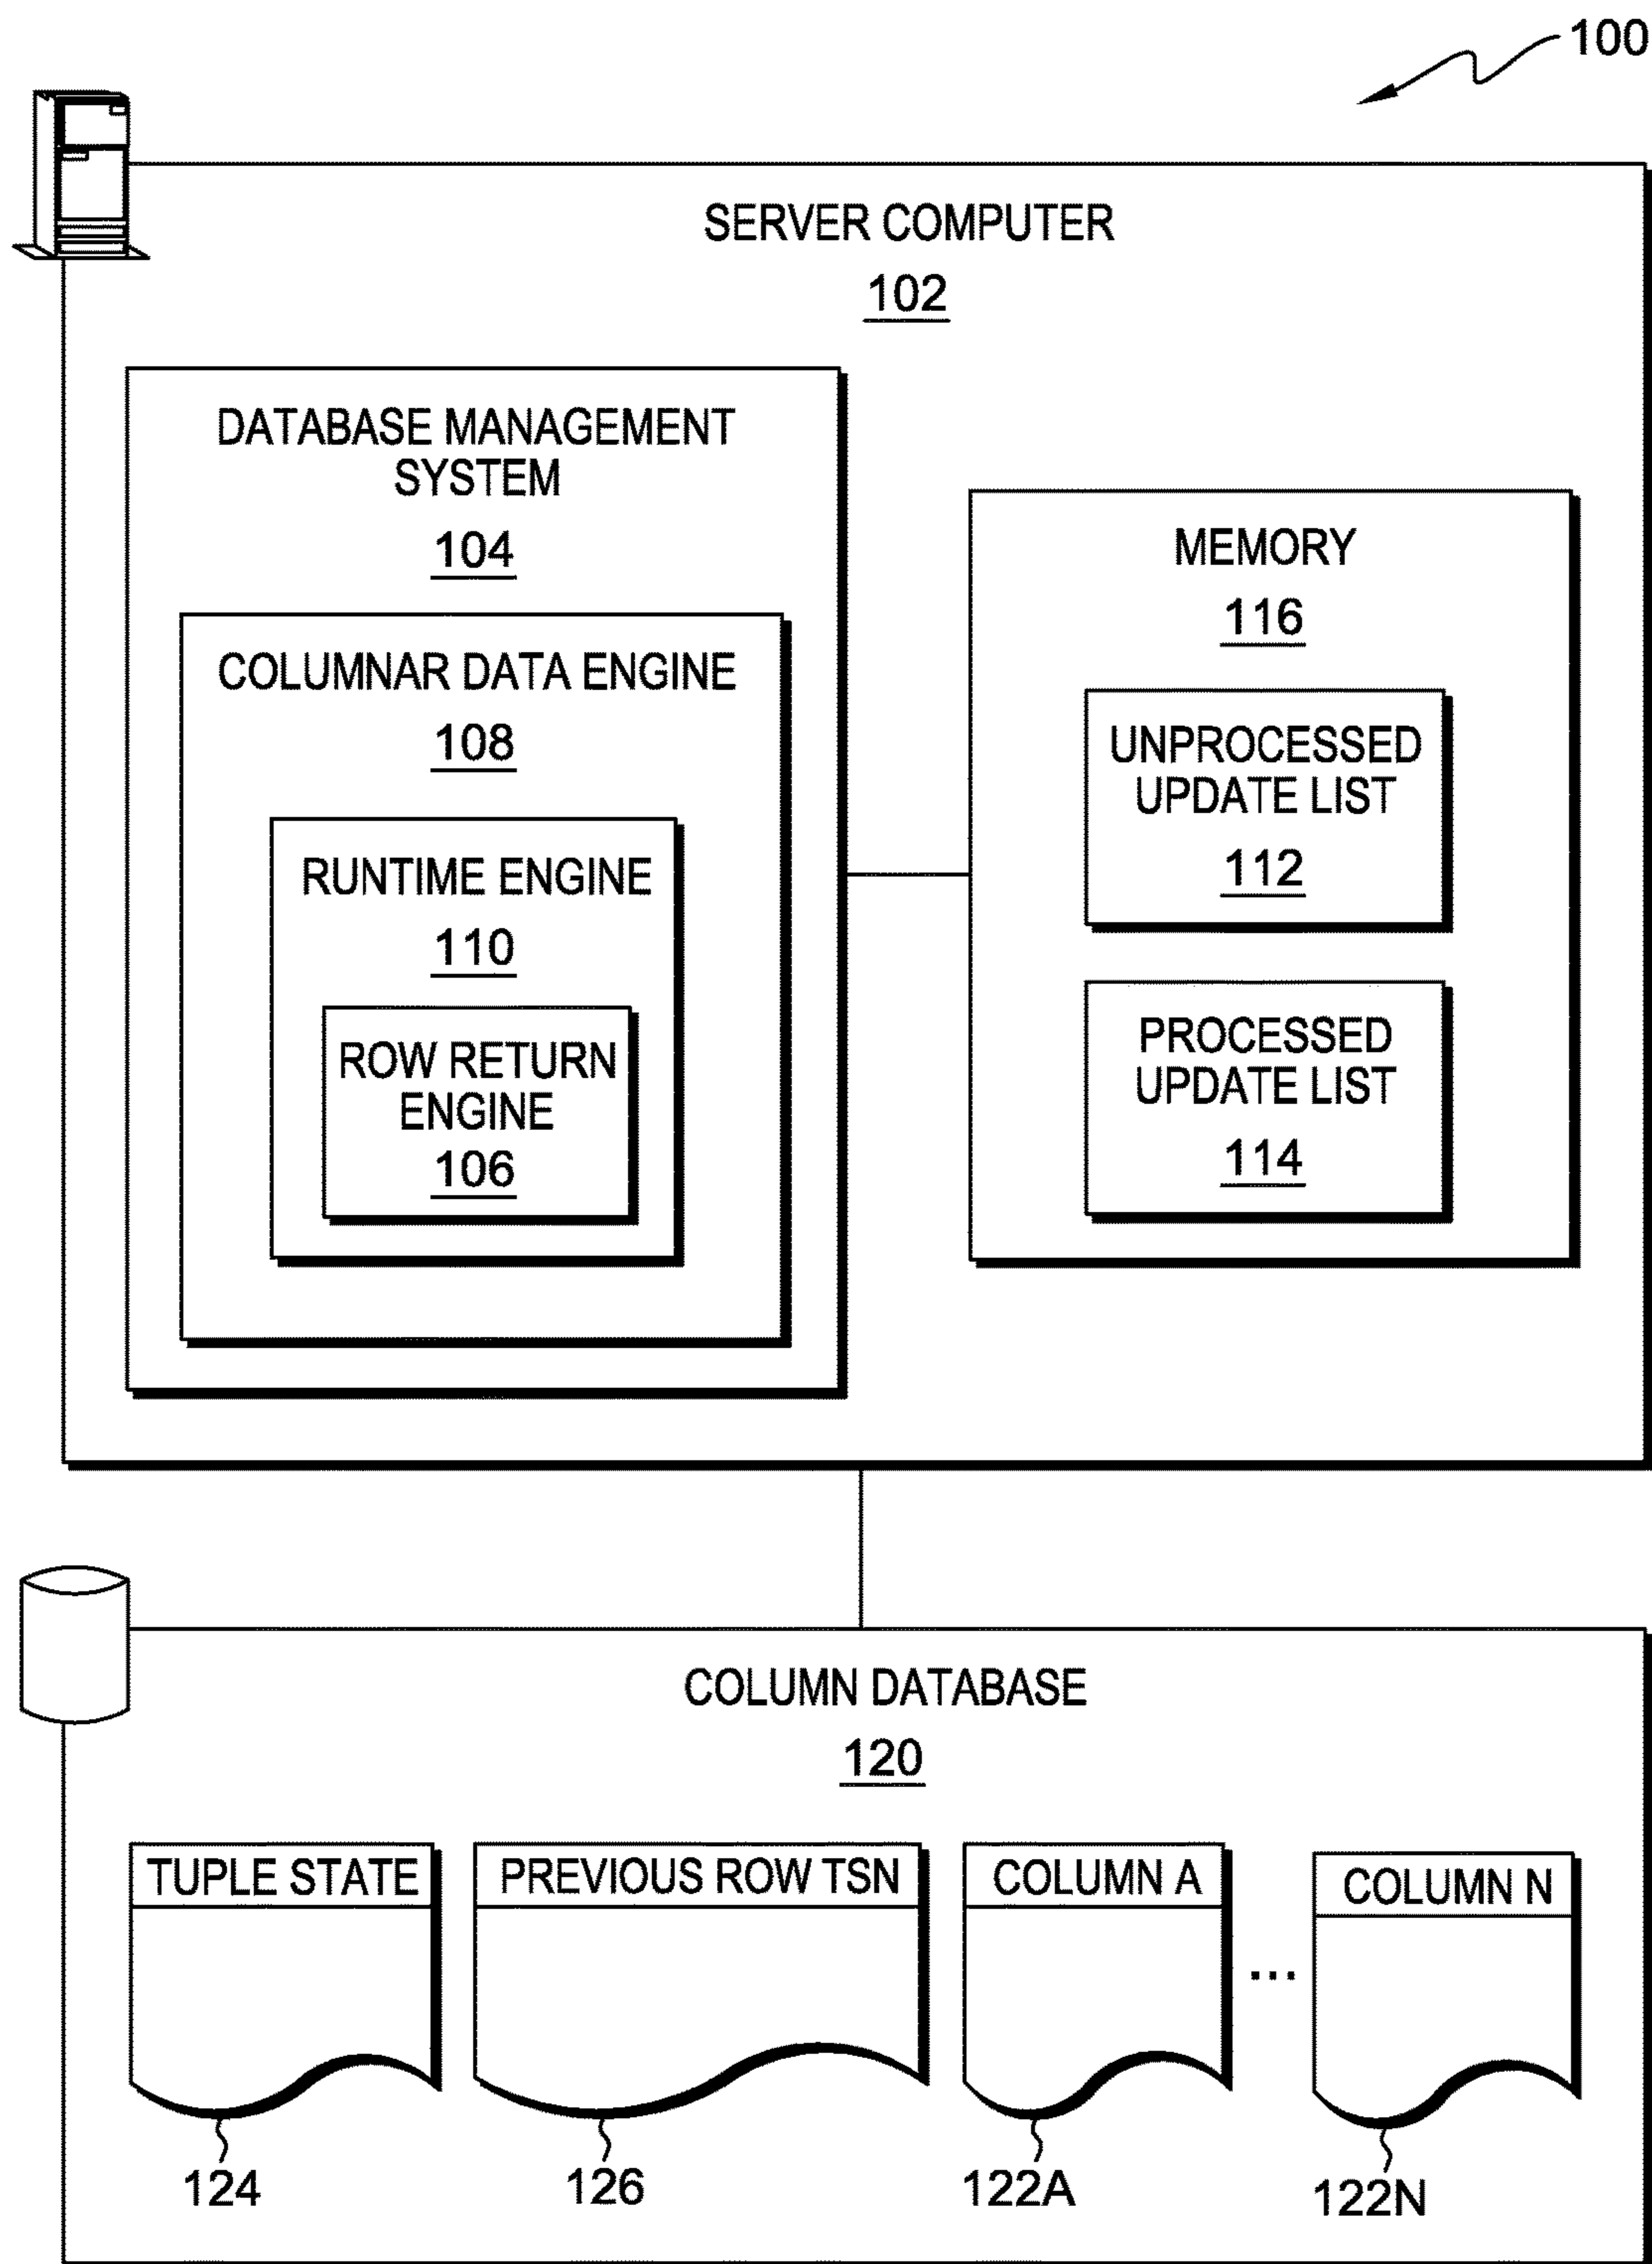 100
SERVER COMPUTER
102
DATABASE MANAGEMENT
SYSTEM
104
COLUMNAR DATA ENGINE
108
RUNTIME ENGINE
110
ROW RETURN
ENGINE
106
MEMORY
116
UNPROCESSED
UPDATE LIST
112
PROCESSED
UPDATE LIST
114
COLUMN DATABASE
120
TUPLE STATE
PREVIOUS ROW TSN
COLUMN A
...
COLUMN N
124
126
122A
122N